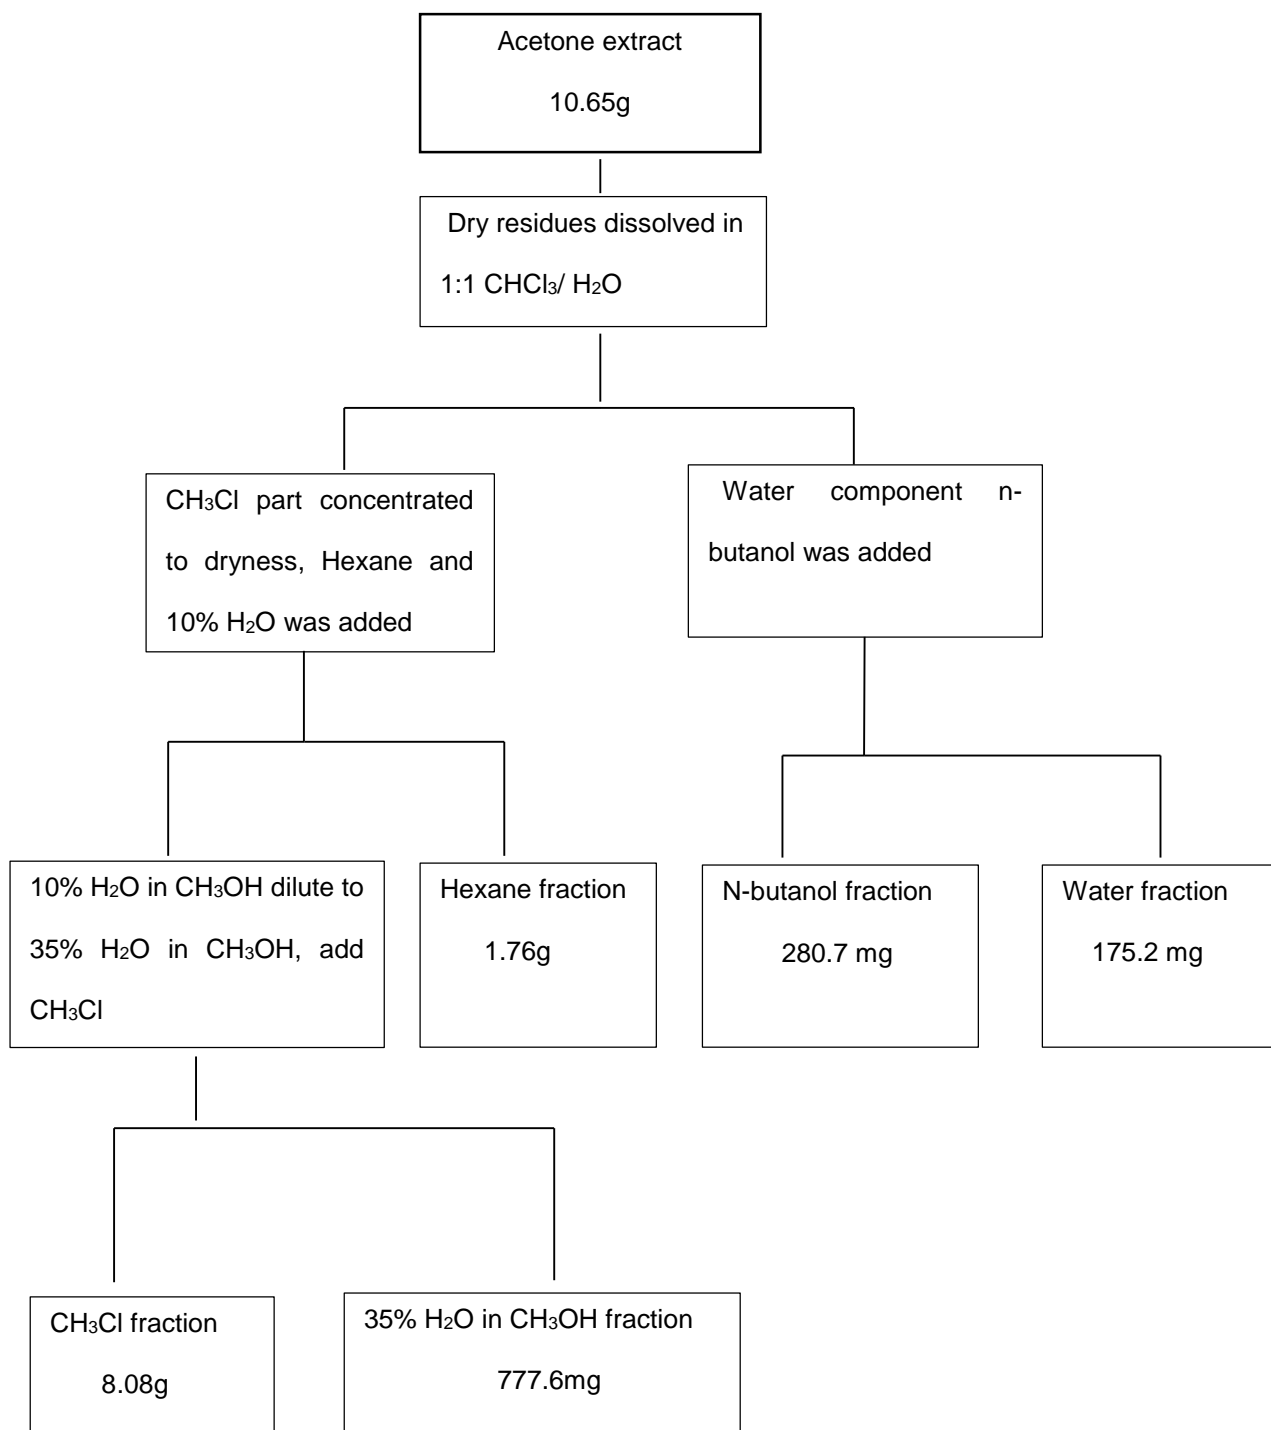 Acetone extract
10.65g
Dry residues dissolved in
1:1 CHCl₃/ H₂O
CH₃Cl part concentrated
to dryness, Hexane and
10% H₂O was added
Water component n-
butanol was added
10% H₂O in CH₃OH dilute to
35% H₂O in CH₃OH, add
CH₃Cl
Hexane fraction
1.76g
N-butanol fraction
280.7 mg
Water fraction
175.2 mg
CH₃Cl fraction
8.08g
35% H₂O in CH₃OH fraction
777.6mg